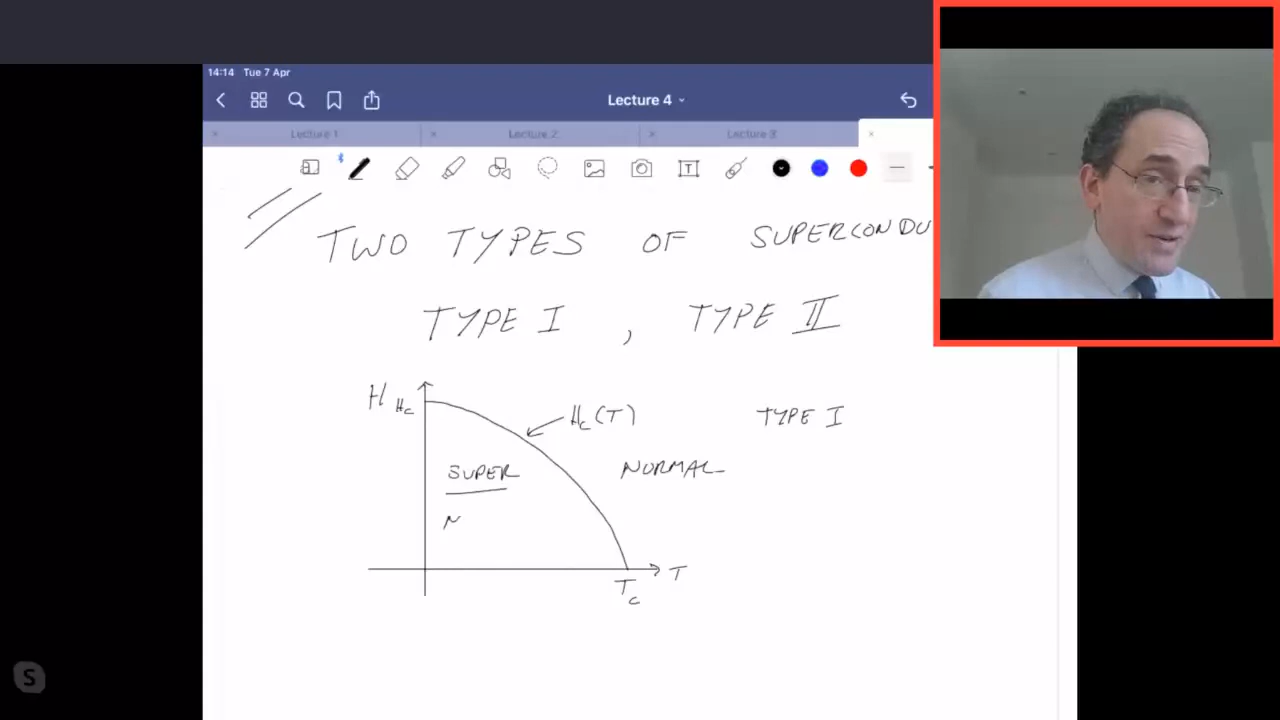 14:14 Tue 7 Apr
Lecture 4
Lecture 1 Lecture 2 Lecture 3
T
TWO TYPES OF SUPERCONDU
TYPE I , TYPE II
H Hc Hc(T) TYPE I
SUPER NORMAL
N
T
Tc
S